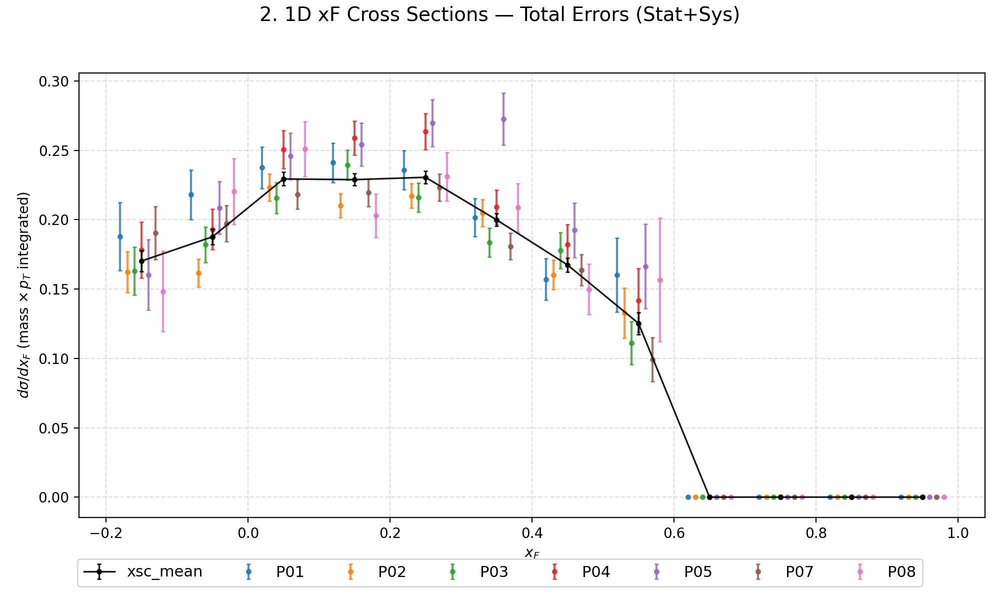 2. 1D xF Cross Sections — Total Errors (Stat+Sys)
dσ/dx_F (mass × p_T integrated)
0.30
0.25
0.20
0.15
0.10
0.05
0.00
−0.2 0.0 0.2 0.4 0.6 0.8 1.0
x_F
xsc_mean P01 P02 P03 P04 P05 P07 P08